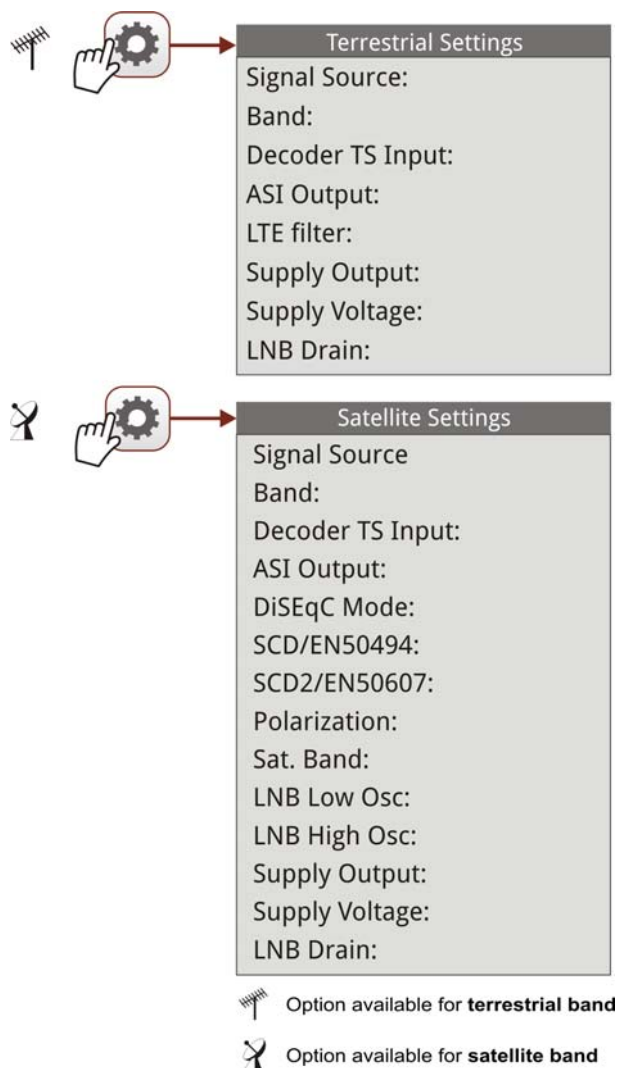 Terrestrial Settings
Signal Source:
Band:
Decoder TS Input:
ASI Output:
LTE filter:
Supply Output:
Supply Voltage:
LNB Drain:
Satellite Settings
Signal Source
Band:
Decoder TS Input:
ASI Output:
DiSEqC Mode:
SCD/EN50494:
SCD2/EN50607:
Polarization:
Sat. Band:
LNB Low Osc:
LNB High Osc:
Supply Output:
Supply Voltage:
LNB Drain:
Option available for terrestrial band
Option available for satellite band